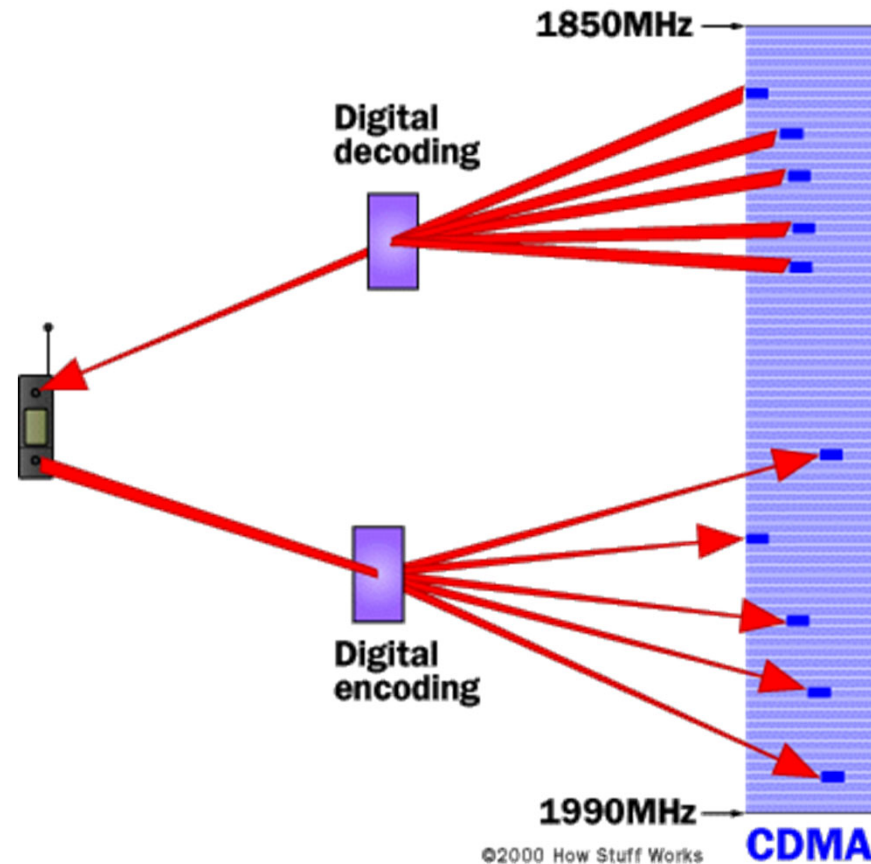 1850MHz
Digital
decoding
Digital
encoding
1990MHz
©2000 How Stuff Works
CDMA